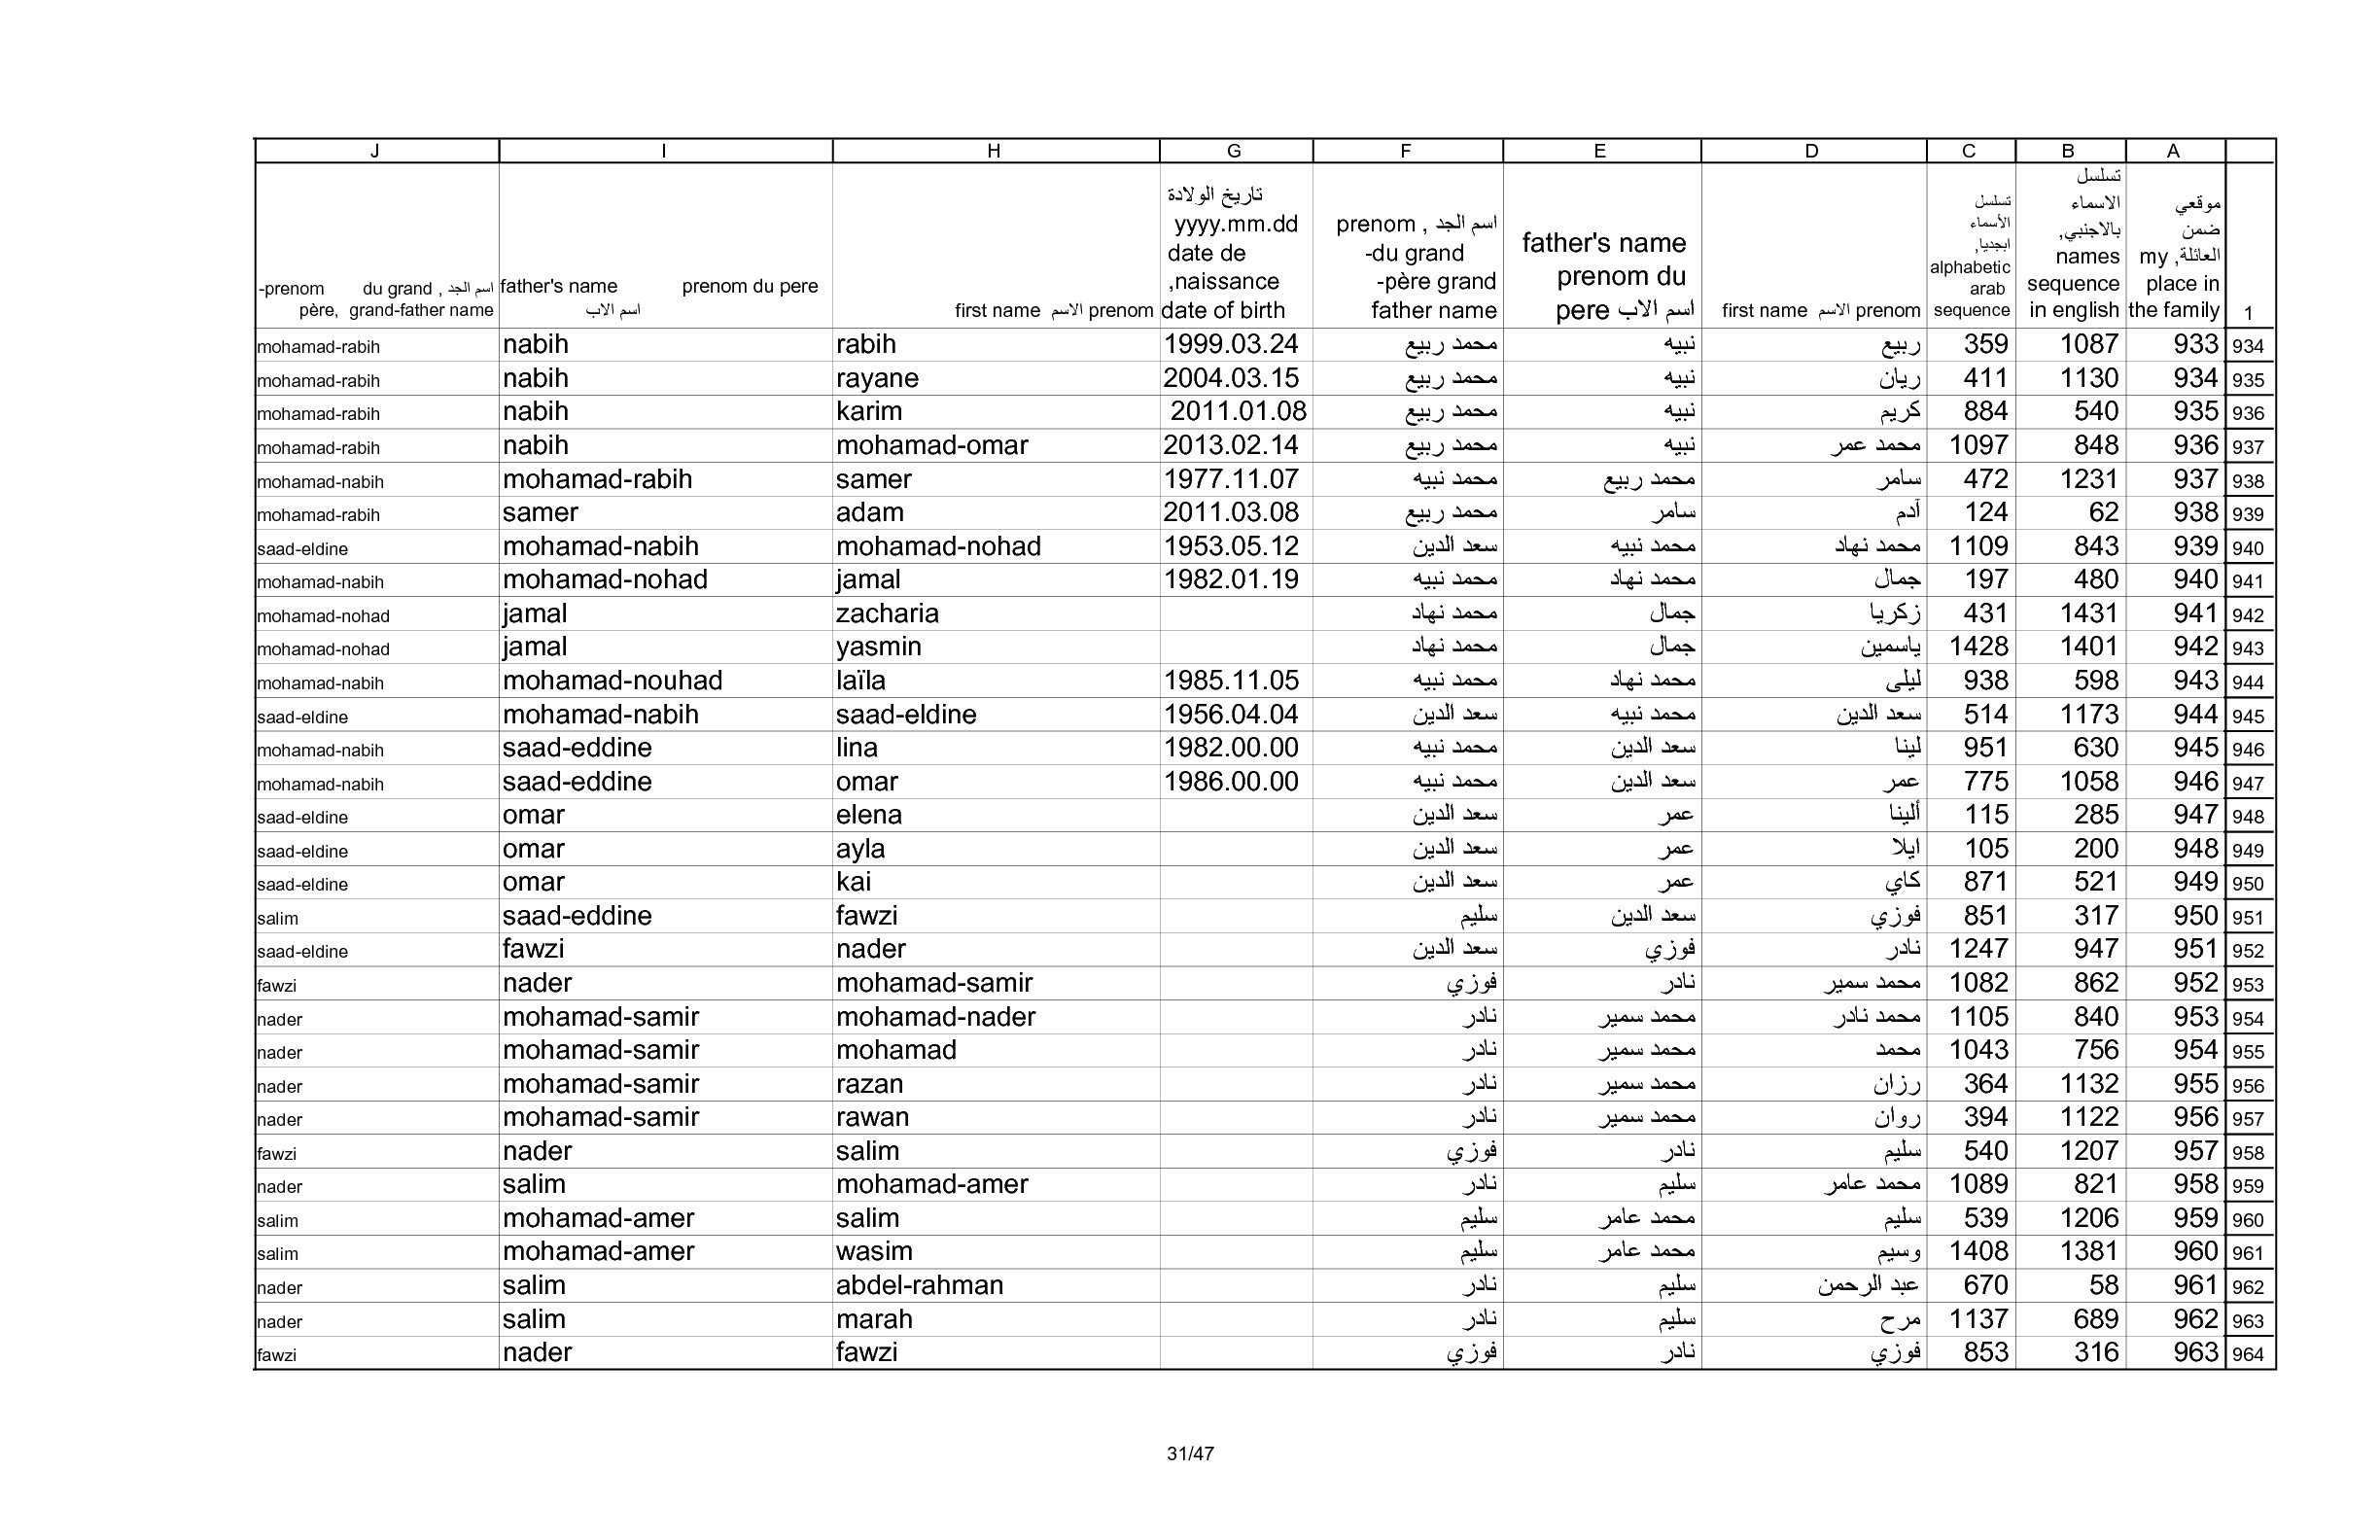 J I H G F E D C B A
-prenom du grand , اسم الجد père, grand-father name
father's name prenom du pere اسم الاب
first name الاسم prenom
تاريخ الولادة yyyy.mm.dd date de ,naissance date of birth
prenom , اسم الجد -du grand -père grand father name
father's name prenom du pere اسم الاب
first name الاسم prenom
تسلسل الأسماء ابجديا, alphabetic arab sequence
تسلسل الاسماء بالاجنبي, names sequence in english
موقعي ضمن العائلة, my place in the family
1
mohamad-rabih nabih rabih 1999.03.24 محمد ربيع نبيه ربيع 359 1087 933 934
mohamad-rabih nabih rayane 2004.03.15 محمد ربيع نبيه ريان 411 1130 934 935
mohamad-rabih nabih karim 2011.01.08 محمد ربيع نبيه كريم 884 540 935 936
mohamad-rabih nabih mohamad-omar 2013.02.14 محمد ربيع نبيه محمد عمر 1097 848 936 937
mohamad-nabih mohamad-rabih samer 1977.11.07 محمد نبيه محمد ربيع سامر 472 1231 937 938
mohamad-rabih samer adam 2011.03.08 محمد ربيع سامر آدم 124 62 938 939
saad-eldine mohamad-nabih mohamad-nohad 1953.05.12 سعد الدين محمد نبيه محمد نهاد 1109 843 939 940
mohamad-nabih mohamad-nohad jamal 1982.01.19 محمد نبيه محمد نهاد جمال 197 480 940 941
mohamad-nohad jamal zacharia محمد نهاد جمال زكريا 431 1431 941 942
mohamad-nohad jamal yasmin محمد نهاد جمال ياسمين 1428 1401 942 943
mohamad-nabih mohamad-nouhad laïla 1985.11.05 محمد نبيه محمد نهاد ليلى 938 598 943 944
saad-eldine mohamad-nabih saad-eldine 1956.04.04 سعد الدين محمد نبيه سعد الدين 514 1173 944 945
mohamad-nabih saad-eddine lina 1982.00.00 محمد نبيه سعد الدين لينا 951 630 945 946
mohamad-nabih saad-eddine omar 1986.00.00 محمد نبيه سعد الدين عمر 775 1058 946 947
saad-eldine omar elena سعد الدين عمر ألينا 115 285 947 948
saad-eldine omar ayla سعد الدين عمر ايلا 105 200 948 949
saad-eldine omar kai سعد الدين عمر كاي 871 521 949 950
salim saad-eddine fawzi سليم سعد الدين فوزي 851 317 950 951
saad-eldine fawzi nader سعد الدين فوزي نادر 1247 947 951 952
fawzi nader mohamad-samir فوزي نادر محمد سمير 1082 862 952 953
nader mohamad-samir mohamad-nader نادر محمد سمير محمد نادر 1105 840 953 954
nader mohamad-samir mohamad نادر محمد سمير محمد 1043 756 954 955
nader mohamad-samir razan نادر محمد سمير رزان 364 1132 955 956
nader mohamad-samir rawan نادر محمد سمير روان 394 1122 956 957
fawzi nader salim فوزي نادر سليم 540 1207 957 958
nader salim mohamad-amer نادر سليم محمد عامر 1089 821 958 959
salim mohamad-amer salim سليم محمد عامر سليم 539 1206 959 960
salim mohamad-amer wasim سليم محمد عامر وسيم 1408 1381 960 961
nader salim abdel-rahman نادر سليم عبد الرحمن 670 58 961 962
nader salim marah نادر سليم مرح 1137 689 962 963
fawzi nader fawzi فوزي نادر فوزي 853 316 963 964
31/47